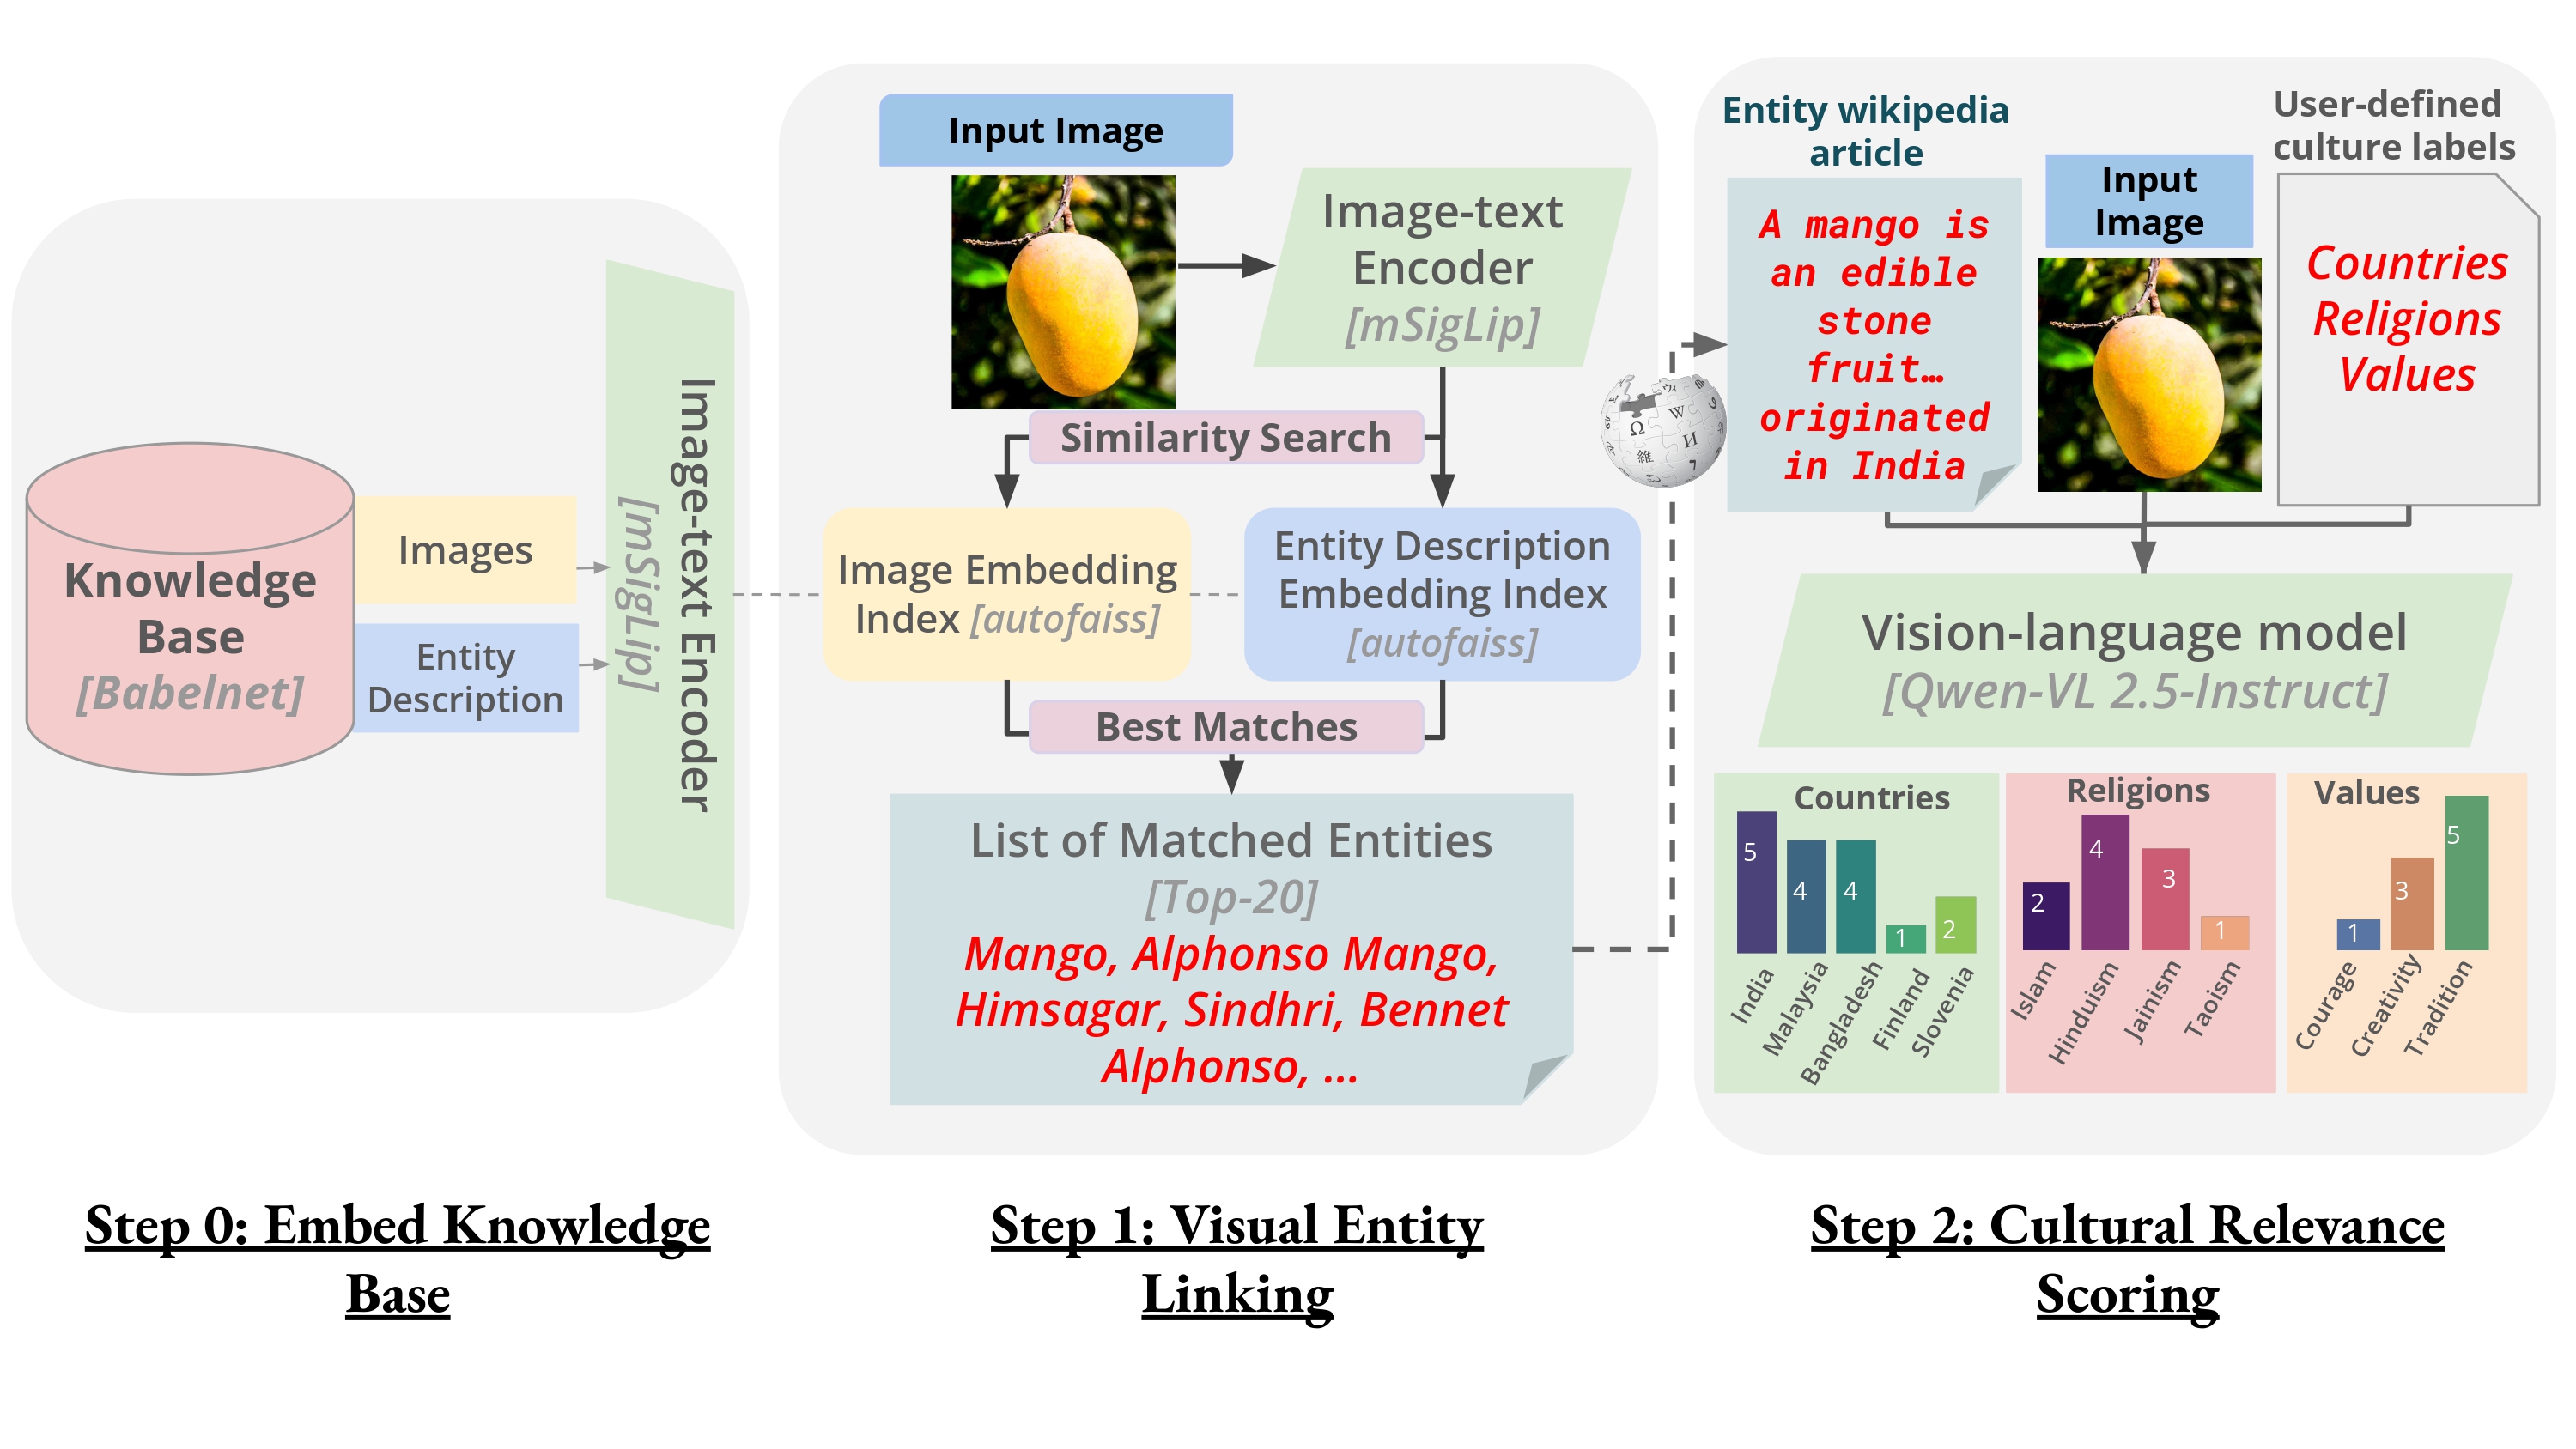 Knowledge
Base
[Babelnet]
Images
Entity
Description
Image-text Encoder
[mSigLip]
Step 0: Embed Knowledge
Base
Input Image
Image-text
Encoder
[mSigLip]
Similarity Search
Image Embedding
Index [autofaiss]
Entity Description
Embedding Index
[autofaiss]
Best Matches
List of Matched Entities
[Top-20]
Mango, Alphonso Mango,
Himsagar, Sindhri, Bennet
Alphonso, ...
Step 1: Visual Entity
Linking
Entity wikipedia
article
A mango is
an edible
stone
fruit…
originated
in India
Input
Image
User-defined
culture labels
Countries
Religions
Values
Ω
W
И
維
Vision-language model
[Qwen-VL 2.5-Instruct]
Countries
5
4
4
1
2
India
Malaysia
Bangladesh
Finland
Slovenia
Religions
2
4
3
1
Islam
Hinduism
Jainism
Taoism
Values
1
3
5
Courage
Creativity
Tradition
Step 2: Cultural Relevance
Scoring